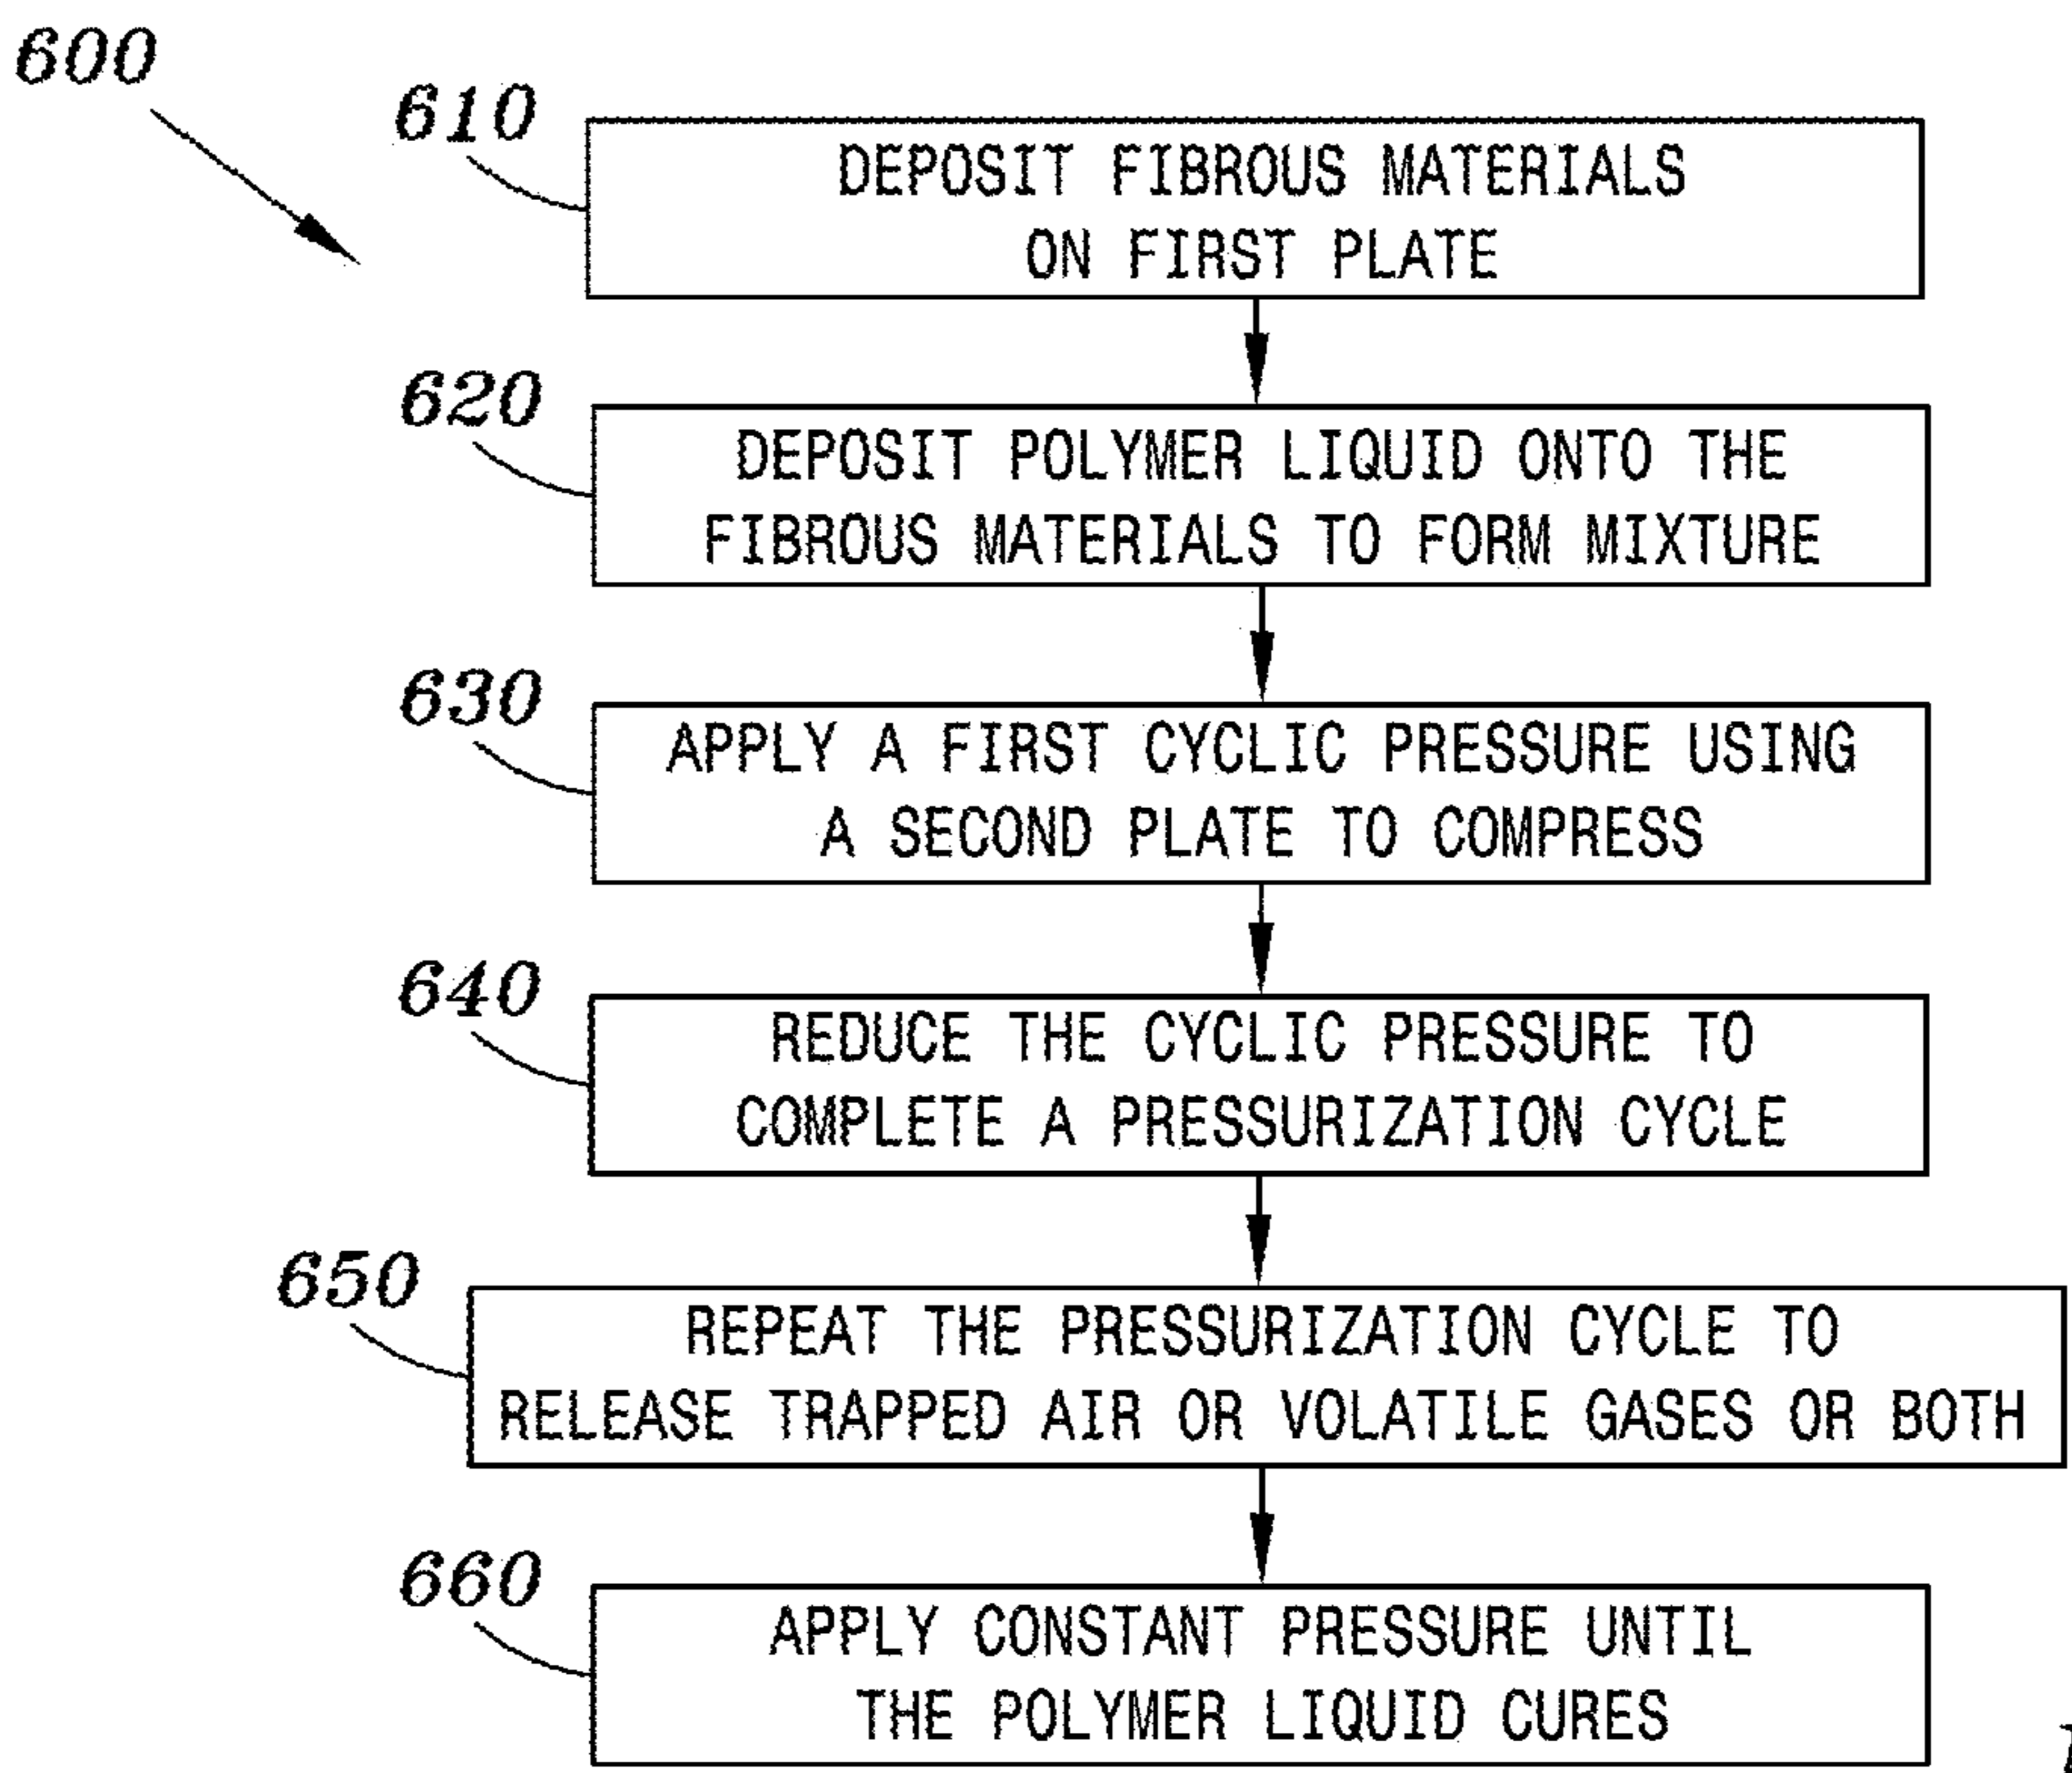 600
610
DEPOSIT FIBROUS MATERIALS
ON FIRST PLATE
620
DEPOSIT POLYMER LIQUID ONTO THE
FIBROUS MATERIALS TO FORM MIXTURE
630
APPLY A FIRST CYCLIC PRESSURE USING
A SECOND PLATE TO COMPRESS
640
REDUCE THE CYCLIC PRESSURE TO
COMPLETE A PRESSURIZATION CYCLE
650
REPEAT THE PRESSURIZATION CYCLE TO
RELEASE TRAPPED AIR OR VOLATILE GASES OR BOTH
660
APPLY CONSTANT PRESSURE UNTIL
THE POLYMER LIQUID CURES